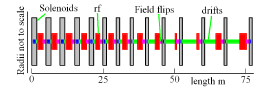 Solenoids rf Field flips drifts
Radii not to scale
0 25 50 75
length m